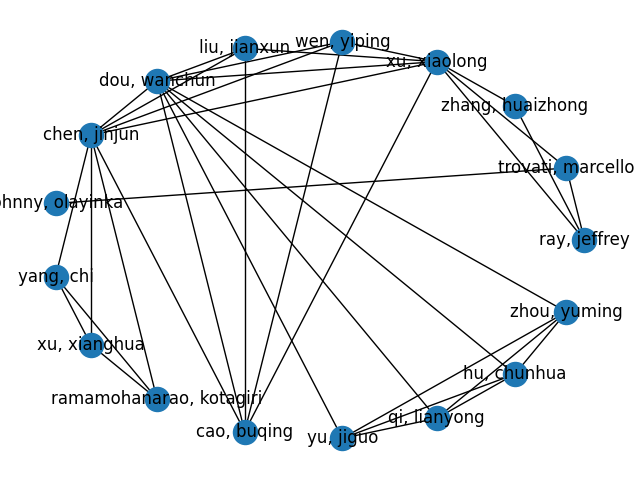 wen, yiping
liu, jianxun
xu, xiaolong
dou, wanchun
zhang, huaizhong
chen, jinjun
trovati, marcello
ohnny, olayinka
ray, jeffrey
yang, chi
zhou, yuming
xu, xianghua
hu, chunhua
ramamohanarao, kotagiri
qi, lianyong
cao, buqing
yu, jiguo